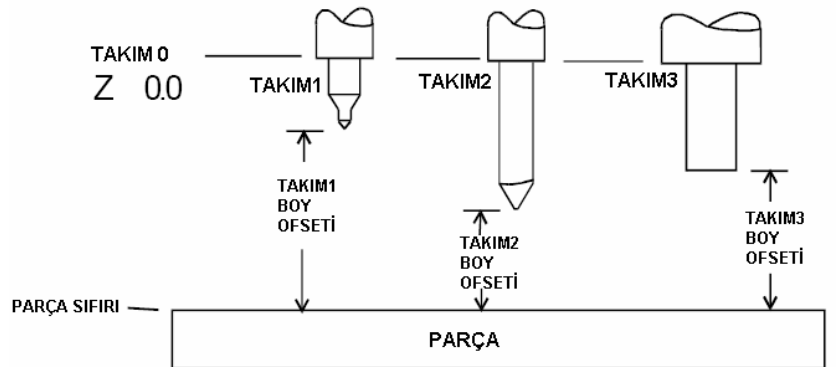 TAKIM 0
Z 0.0
TAKIM1
TAKIM2
TAKIM3
TAKIM1
BOY
OFSETİ
TAKIM2
BOY
OFSETİ
TAKIM3
BOY
OFSETİ
PARÇA SIFIRI
PARÇA